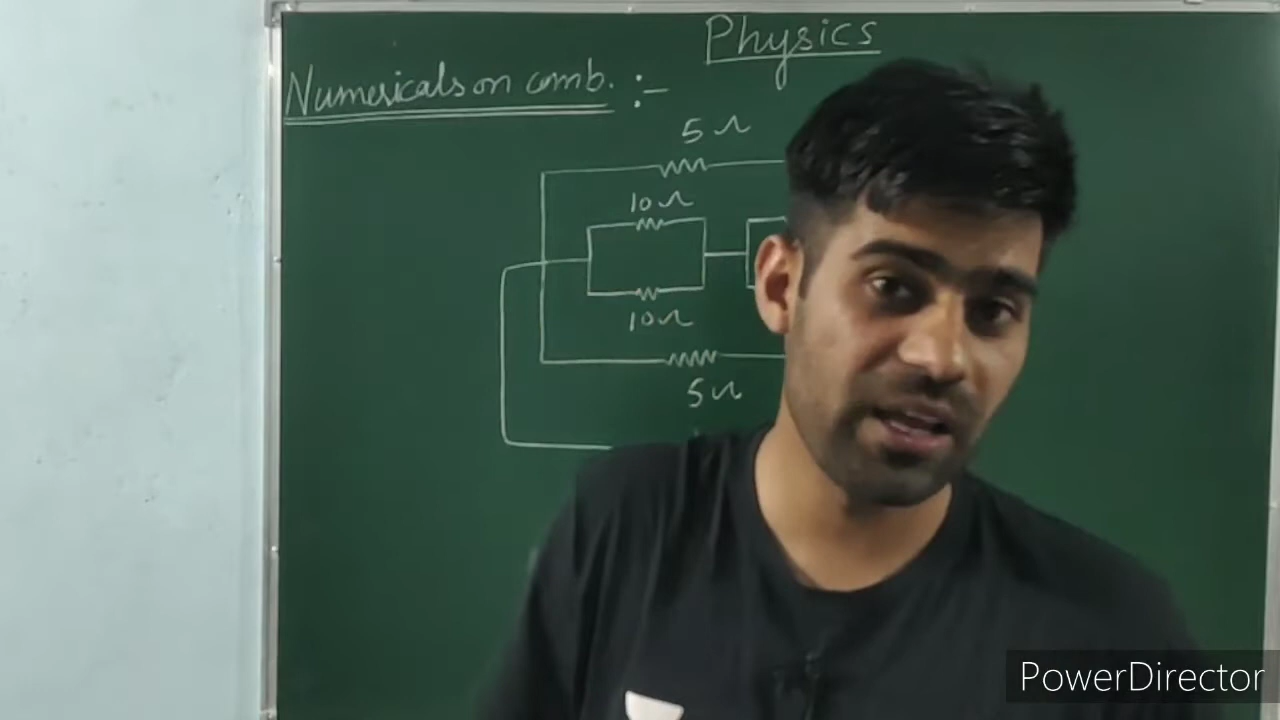 Physics
Numericals on comb. :-
5 Ω
10 Ω
10 Ω
5 Ω
PowerDirector